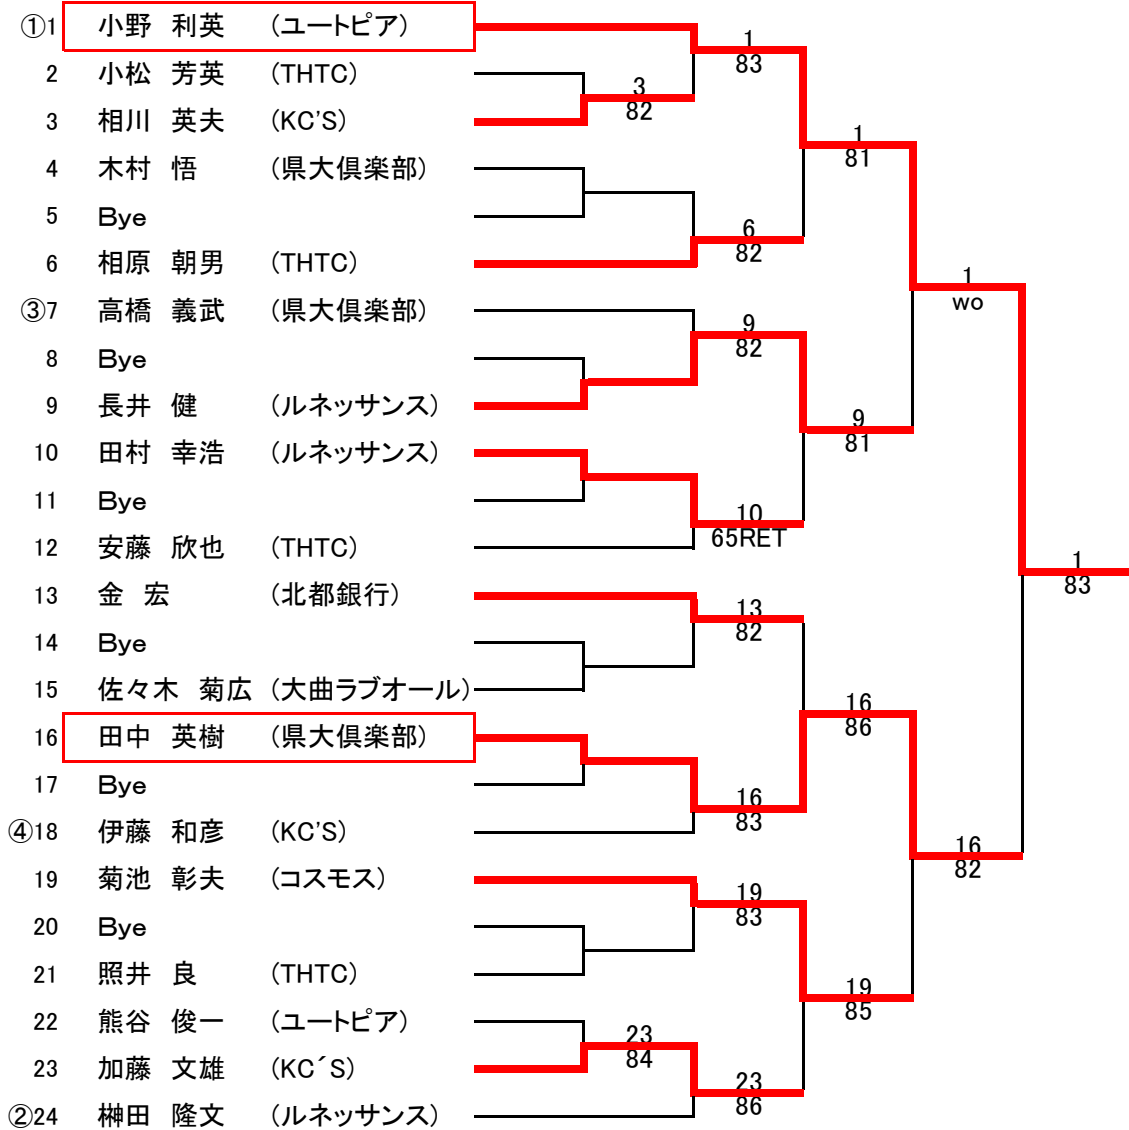 ①1 小野 利英 (ユートピア)
2 小松 芳英 (THTC)
3 相川 英夫 (KC'S)
4 木村 悟 (県大倶楽部)
5 Bye
6 相原 朝男 (THTC)
③7 高橋 義武 (県大倶楽部)
8 Bye
9 長井 健 (ルネッサンス)
10 田村 幸浩 (ルネッサンス)
11 Bye
12 安藤 欣也 (THTC)
13 金 宏 (北都銀行)
14 Bye
15 佐々木 菊広 (大曲ラブオール)
16 田中 英樹 (県大倶楽部)
17 Bye
④18 伊藤 和彦 (KC'S)
19 菊池 彰夫 (コスモス)
20 Bye
21 照井 良 (THTC)
22 熊谷 俊一 (ユートピア)
23 加藤 文雄 (KC´S)
②24 榊田 隆文 (ルネッサンス)
3
82
23
84
1
83
6
82
9
82
10
65RET
13
82
16
83
19
83
23
86
1
81
9
81
16
86
19
85
1
wo
16
82
1
83